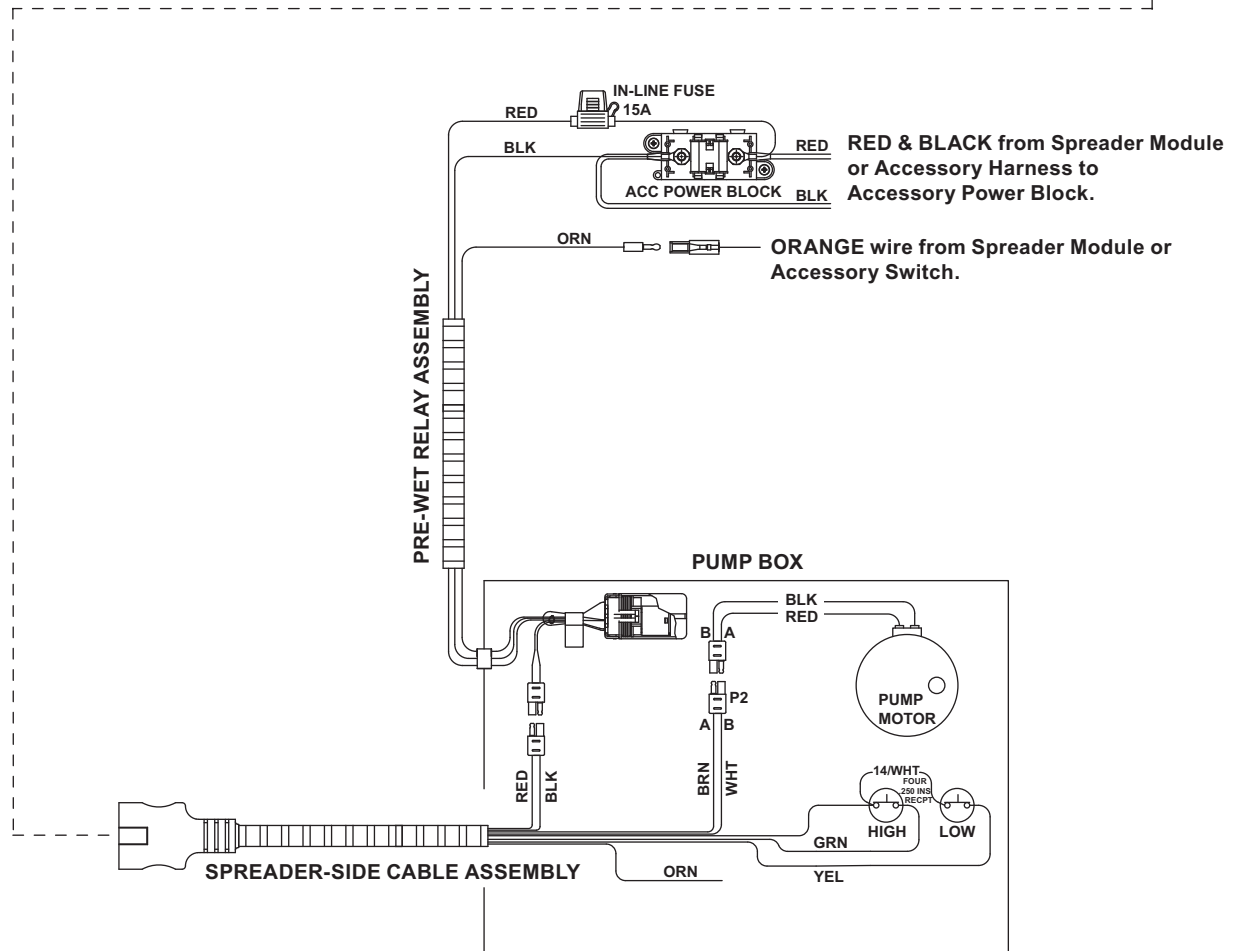 IN-LINE FUSE
15A
RED
BLK
ACC POWER BLOCK
RED
BLK
RED & BLACK from Spreader Module
or Accessory Harness to
Accessory Power Block.
ORN
ORANGE wire from Spreader Module or
Accessory Switch.
PRE-WET RELAY ASSEMBLY
PUMP BOX
BLK
RED
B A
P2
A B
PUMP
MOTOR
RED
BLK
BRN
WHT
14/WHT
FOUR
.250 INS
RECPT
HIGH
LOW
GRN
YEL
ORN
SPREADER-SIDE CABLE ASSEMBLY